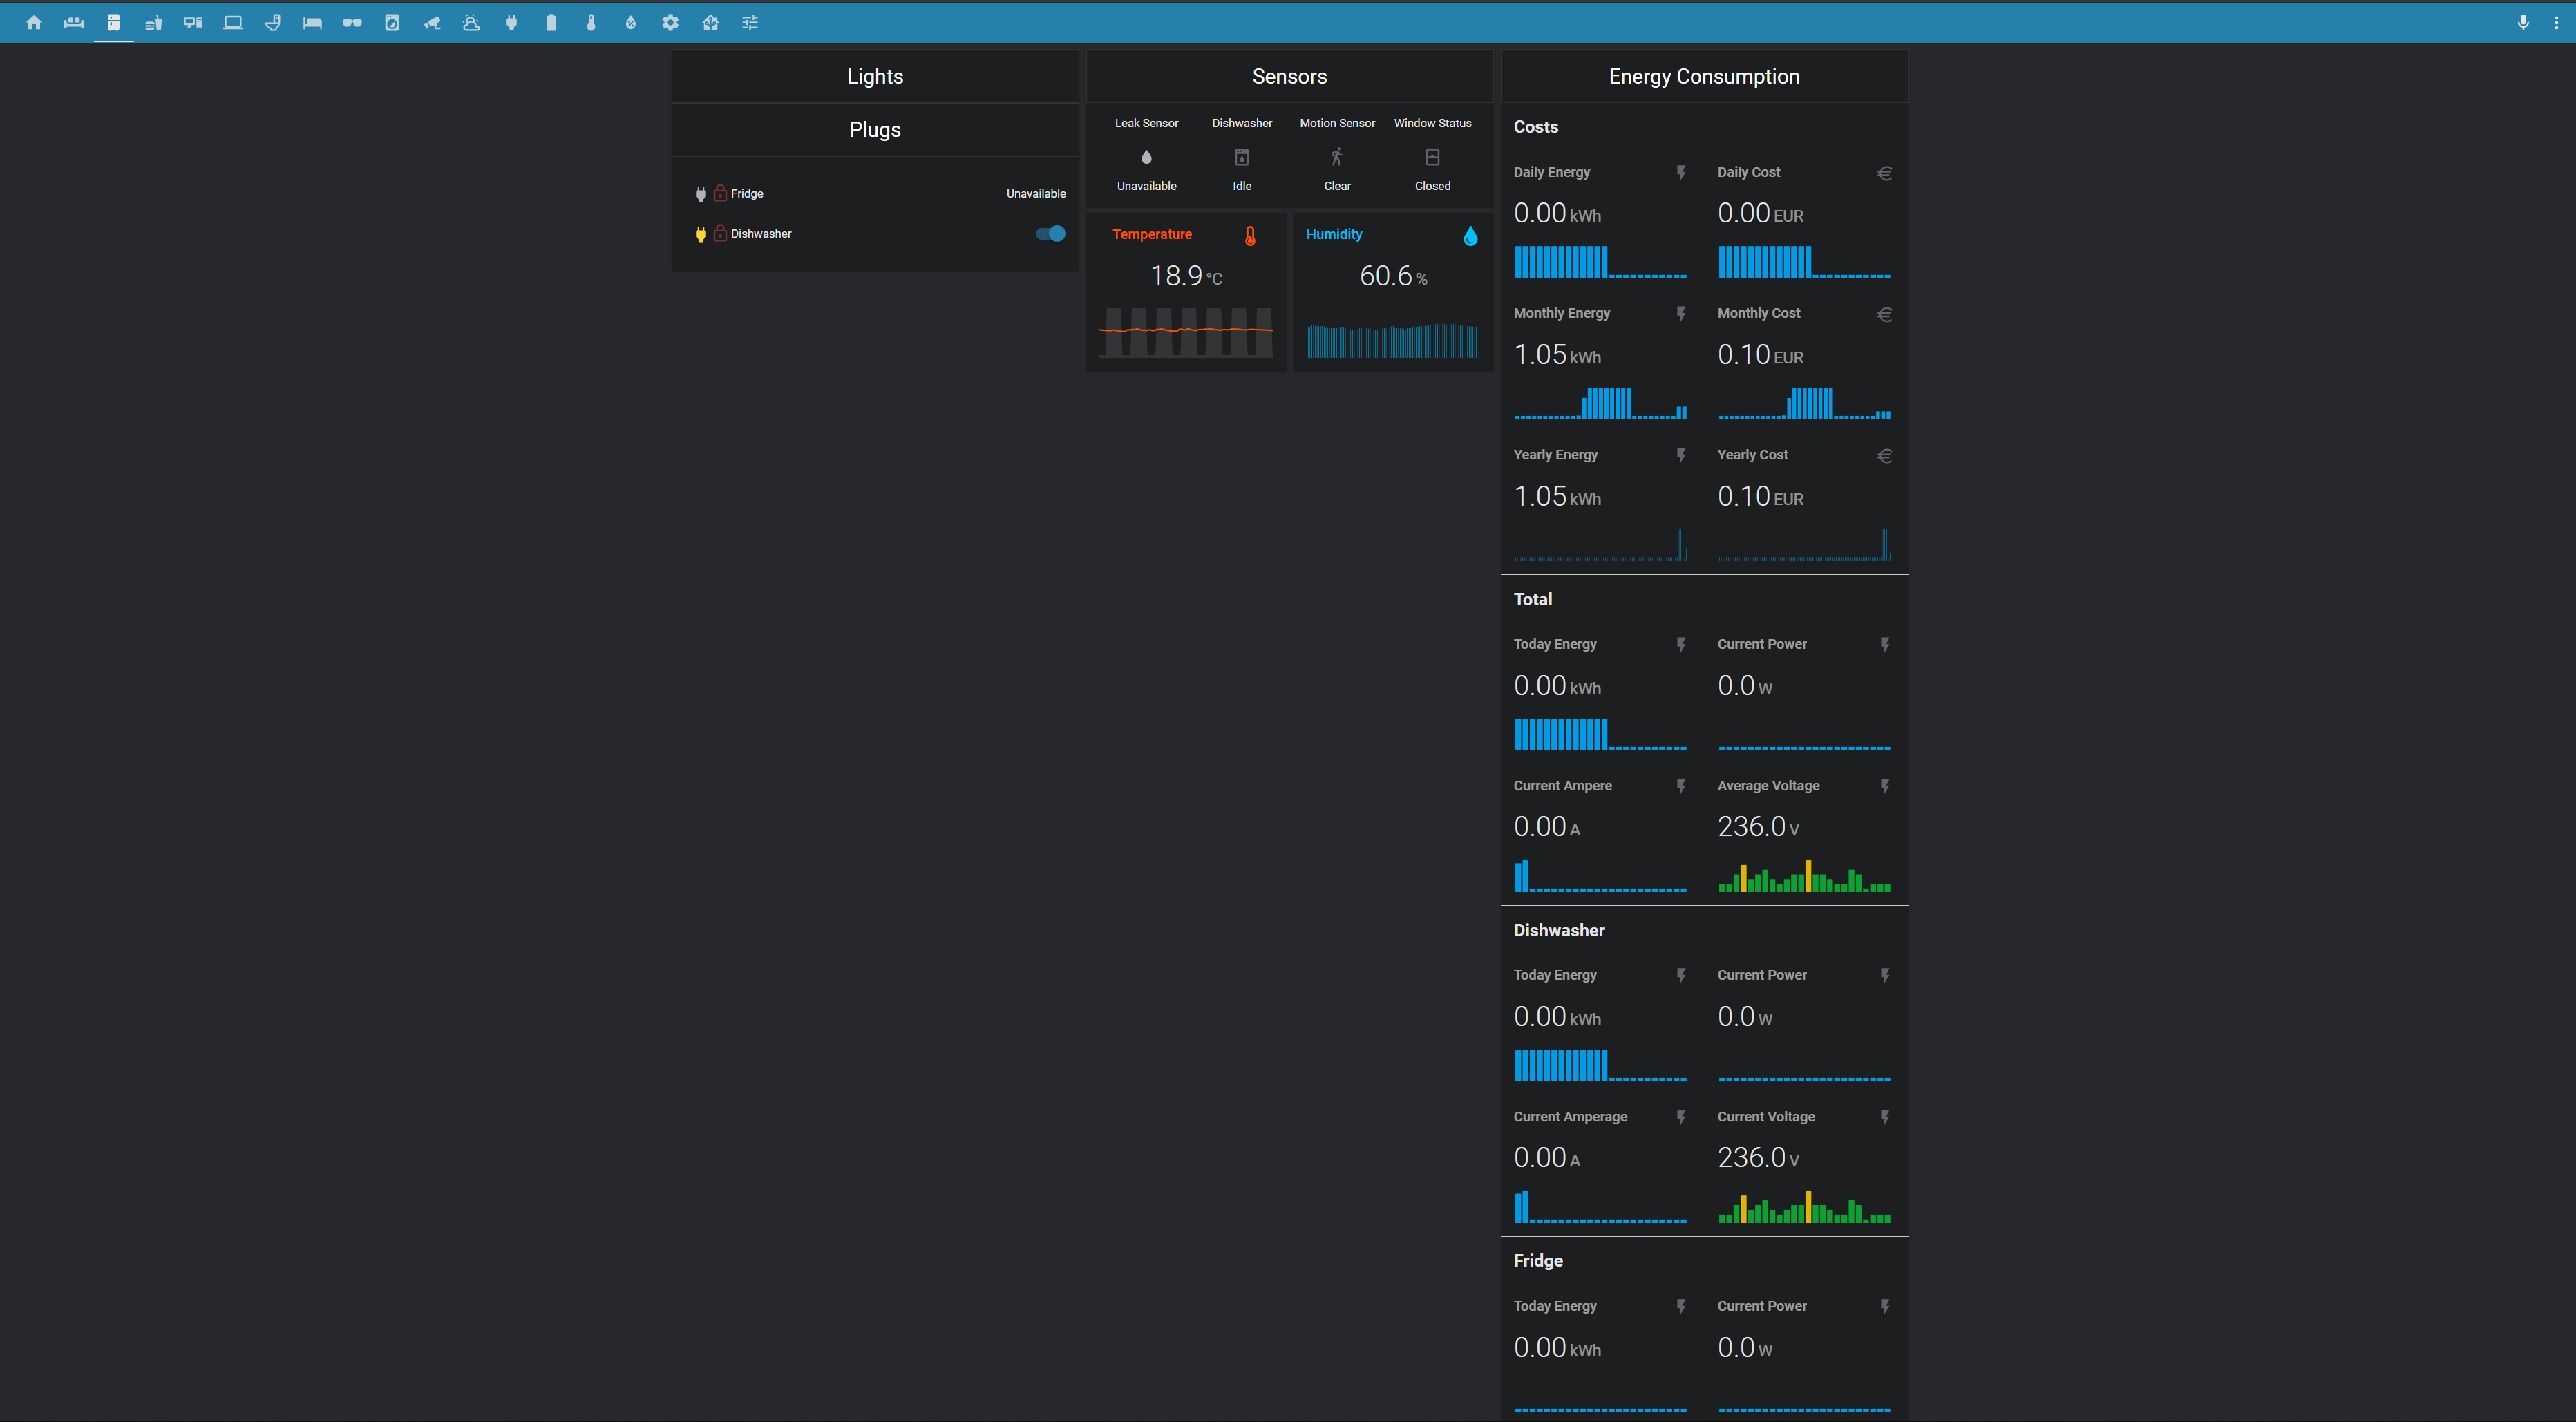 Lights
Plugs
Fridge Unavailable
Dishwasher
Sensors
Leak Sensor Dishwasher Motion Sensor Window Status
Unavailable Idle Clear Closed
Temperature Humidity
18.9 °C 60.6 %
Energy Consumption
Costs
Daily Energy Daily Cost
0.00 kWh 0.00 EUR
Monthly Energy Monthly Cost
1.05 kWh 0.10 EUR
Yearly Energy Yearly Cost
1.05 kWh 0.10 EUR
Total
Today Energy Current Power
0.00 kWh 0.0 W
Current Ampere Average Voltage
0.00 A 236.0 V
Dishwasher
Today Energy Current Power
0.00 kWh 0.0 W
Current Amperage Current Voltage
0.00 A 236.0 V
Fridge
Today Energy Current Power
0.00 kWh 0.0 W